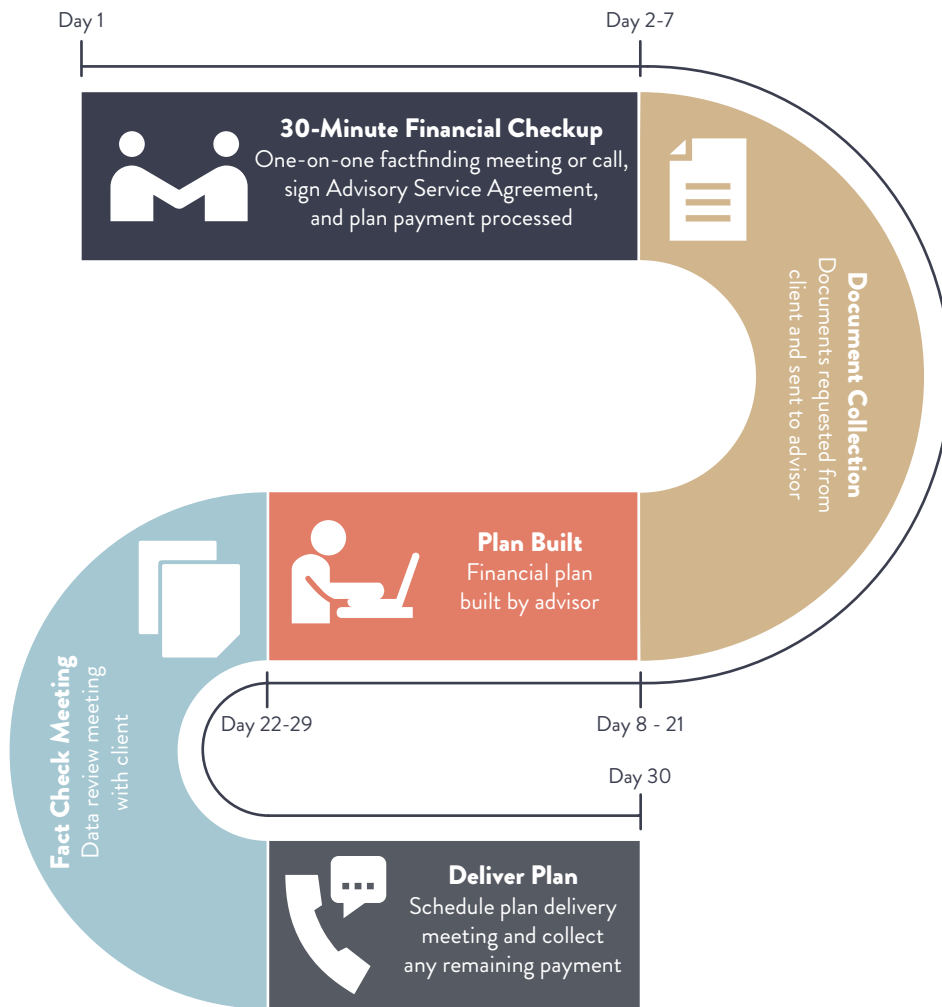 Day 1
Day 2-7
30-Minute Financial Checkup
One-on-one factfinding meeting or call,
sign Advisory Service Agreement,
and plan payment processed
Document Collection
Documents requested from
client and sent to advisor
Plan Built
Financial plan
built by advisor
Day 8 - 21
Day 22-29
Fact Check Meeting
Data review meeting
with client
Day 30
Deliver Plan
Schedule plan delivery
meeting and collect
any remaining payment